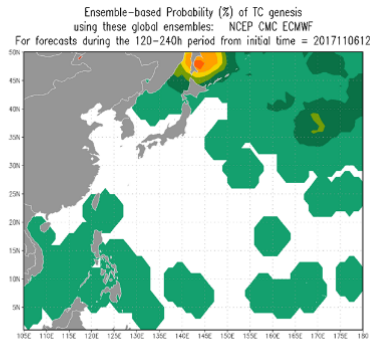 Ensemble-based Probability (%) of TC genesis
using these global ensembles: NCEP CMC ECMWF
For forecasts during the 120-240h period from initial time = 2017110612
50N
45N
40N
35N
30N
25N
20N
15N
10N
5N
105E 110E 115E 120E 125E 130E 135E 140E 145E 150E 155E 160E 165E 170E 175E 180